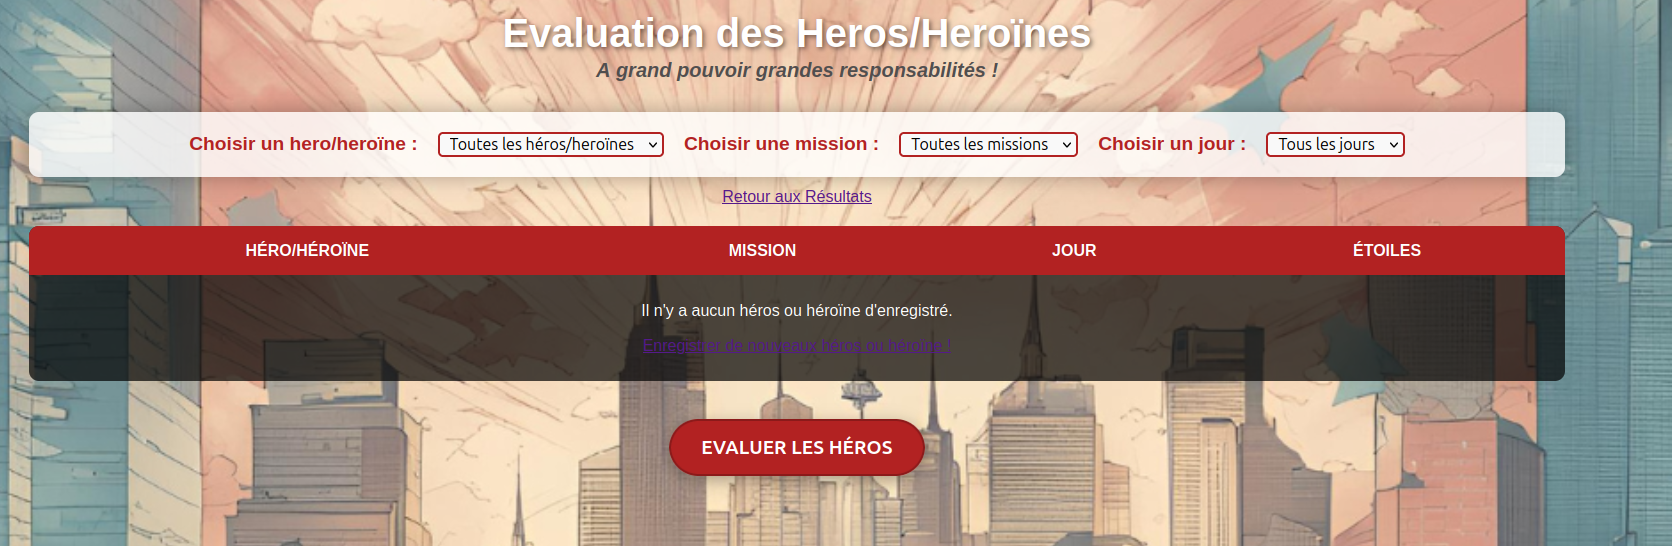 Evaluation des Heros/Heroïnes
A grand pouvoir grandes responsabilités !
Choisir un hero/heroïne : Toutes les héros/heroïnes Choisir une mission : Toutes les missions Choisir un jour : Tous les jours
Retour aux Résultats
HÉRO/HÉROÏNE MISSION JOUR ÉTOILES
Il n'y a aucun héros ou héroïne d'enregistré.
Enregistrer de nouveaux héros ou heroïne !
EVALUER LES HÉROS